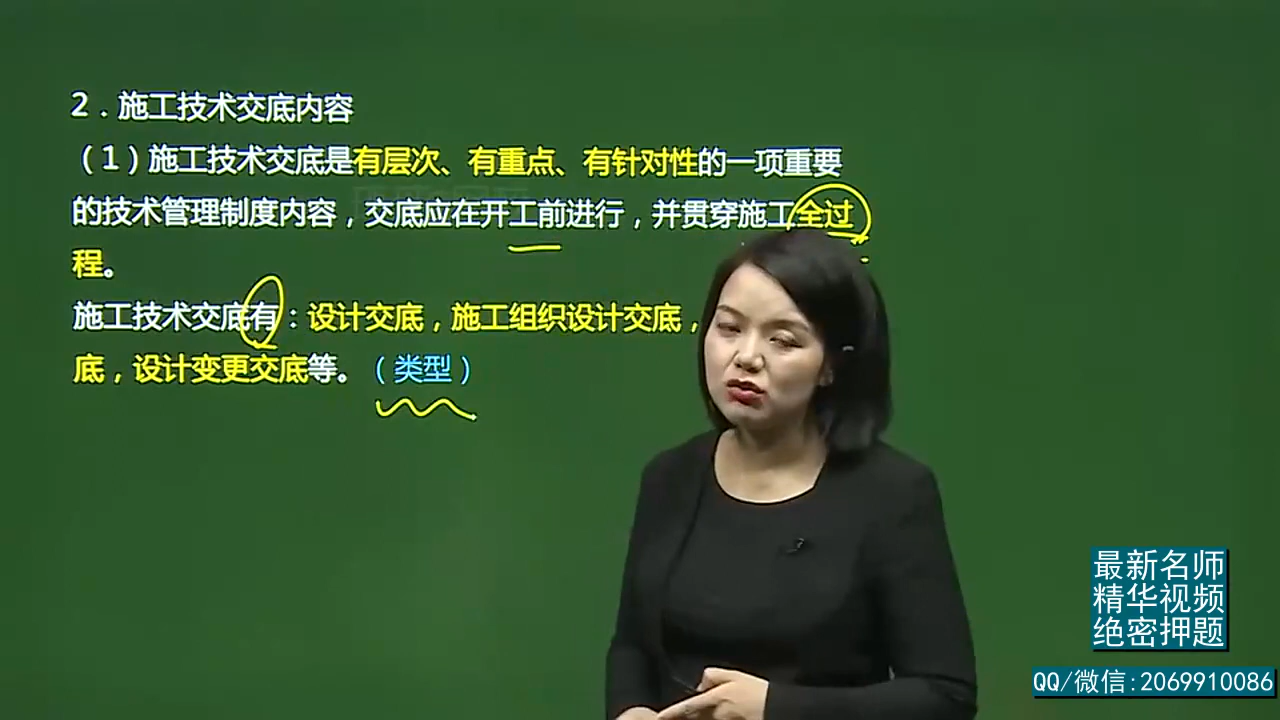 2．施工技术交底内容
（1）施工技术交底是有层次、有重点、有针对性的一项重要
的技术管理制度内容，交底应在开工前进行，并贯穿施工全过
程。
施工技术交底有：设计交底，施工组织设计交底，
底，设计变更交底等。（类型）
最新名师
精华视频
绝密押题
QQ/微信:2069910086